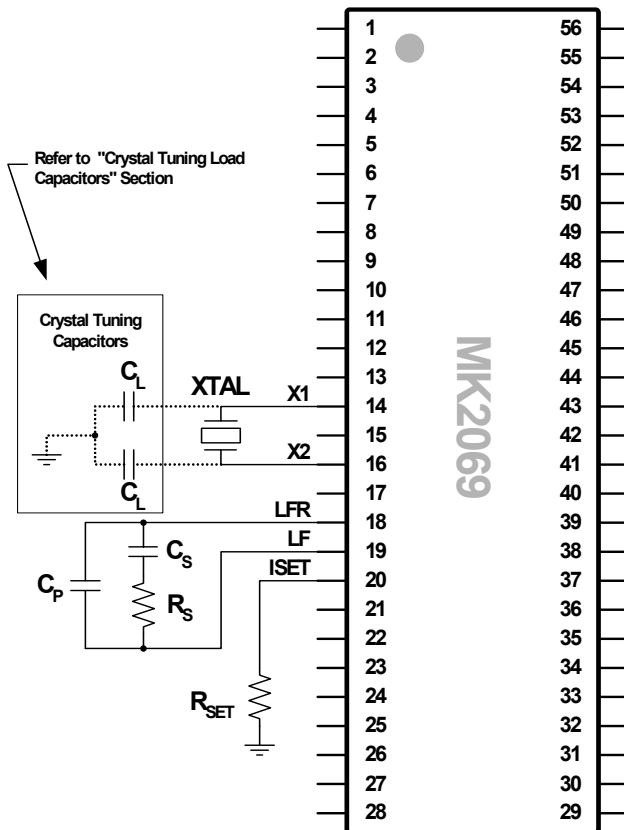 Refer to "Crystal Tuning Load
Capacitors" Section
Crystal Tuning
Capacitors
CL
XTAL
X1
X2
CL
LFR
LF
ISET
CS
CP
RS
RSET
MK2069
1 56
2 55
3 54
4 53
5 52
6 51
7 50
8 49
9 48
10 47
11 46
12 45
13 44
14 43
15 42
16 41
17 40
18 39
19 38
20 37
21 36
22 35
23 34
24 33
25 32
26 31
27 30
28 29